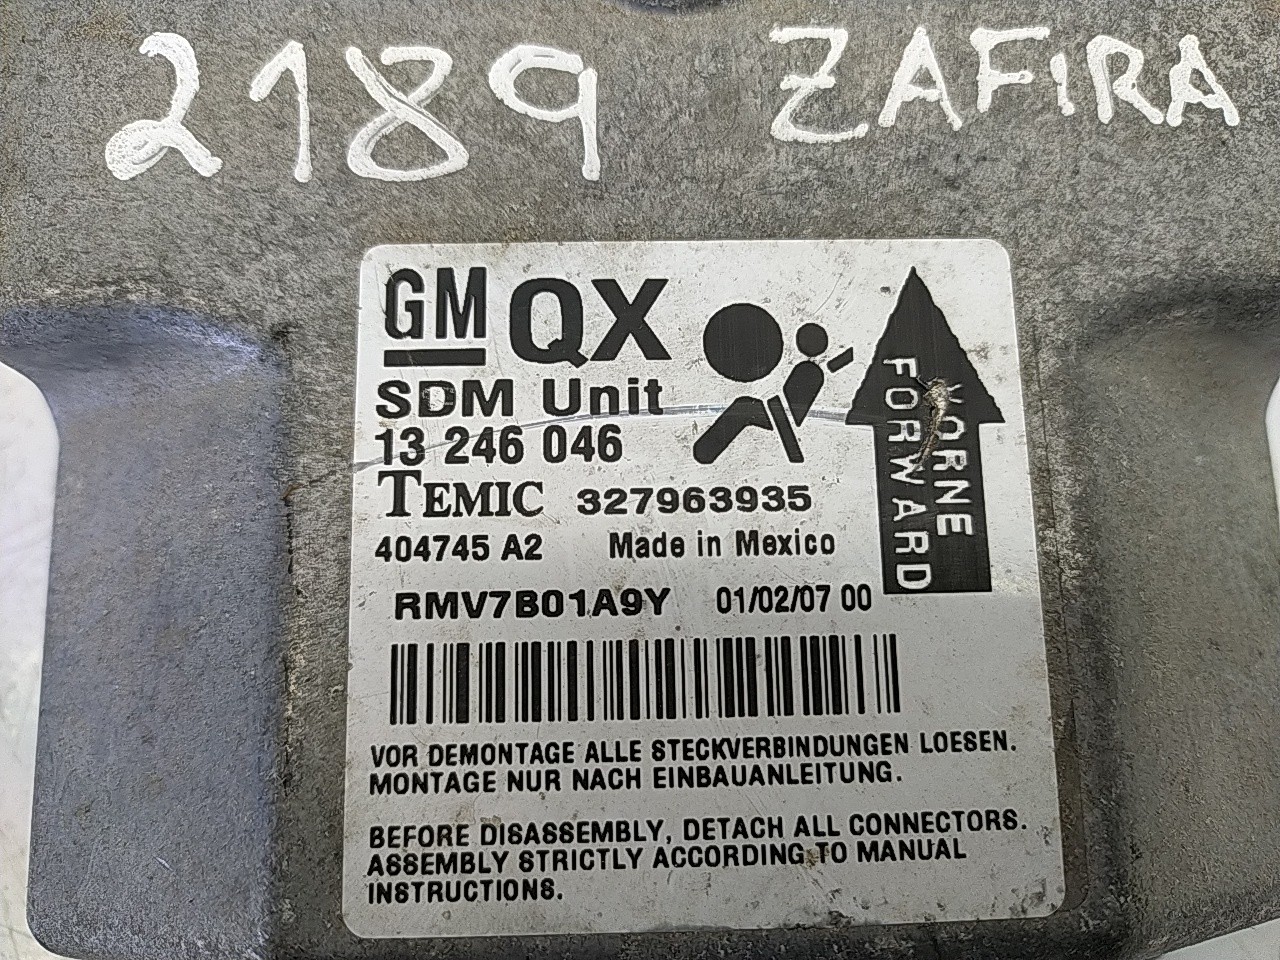 2189 ZAFIRA
GM QX
SDM Unit
13 246 046
TEMIC 327963935
404745 A2 Made in Mexico
RMV7B01A9Y 01/02/07 00
VORNE
FORWARD
VOR DEMONTAGE ALLE STECKVERBINDUNGEN LOESEN.
MONTAGE NUR NACH EINBAUANLEITUNG.
BEFORE DISASSEMBLY, DETACH ALL CONNECTORS.
ASSEMBLY STRICTLY ACCORDING TO MANUAL
INSTRUCTIONS.